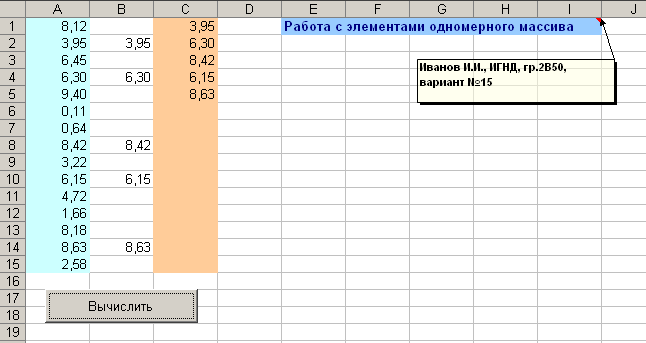 A B C D E F G H I J
1 8,12 3,95 Работа с элементами одномерного массива
2 3,95 3,95 6,30
3 6,45 8,42
4 6,30 6,30 6,15 Иванов И.И., ИГНД, гр.2В50,
5 9,40 8,63 вариант №15
6 0,11
7 0,64
8 8,42 8,42
9 3,22
10 6,15 6,15
11 4,72
12 1,66
13 8,18
14 8,63 8,63
15 2,58
16
17 Вычислить
18
19